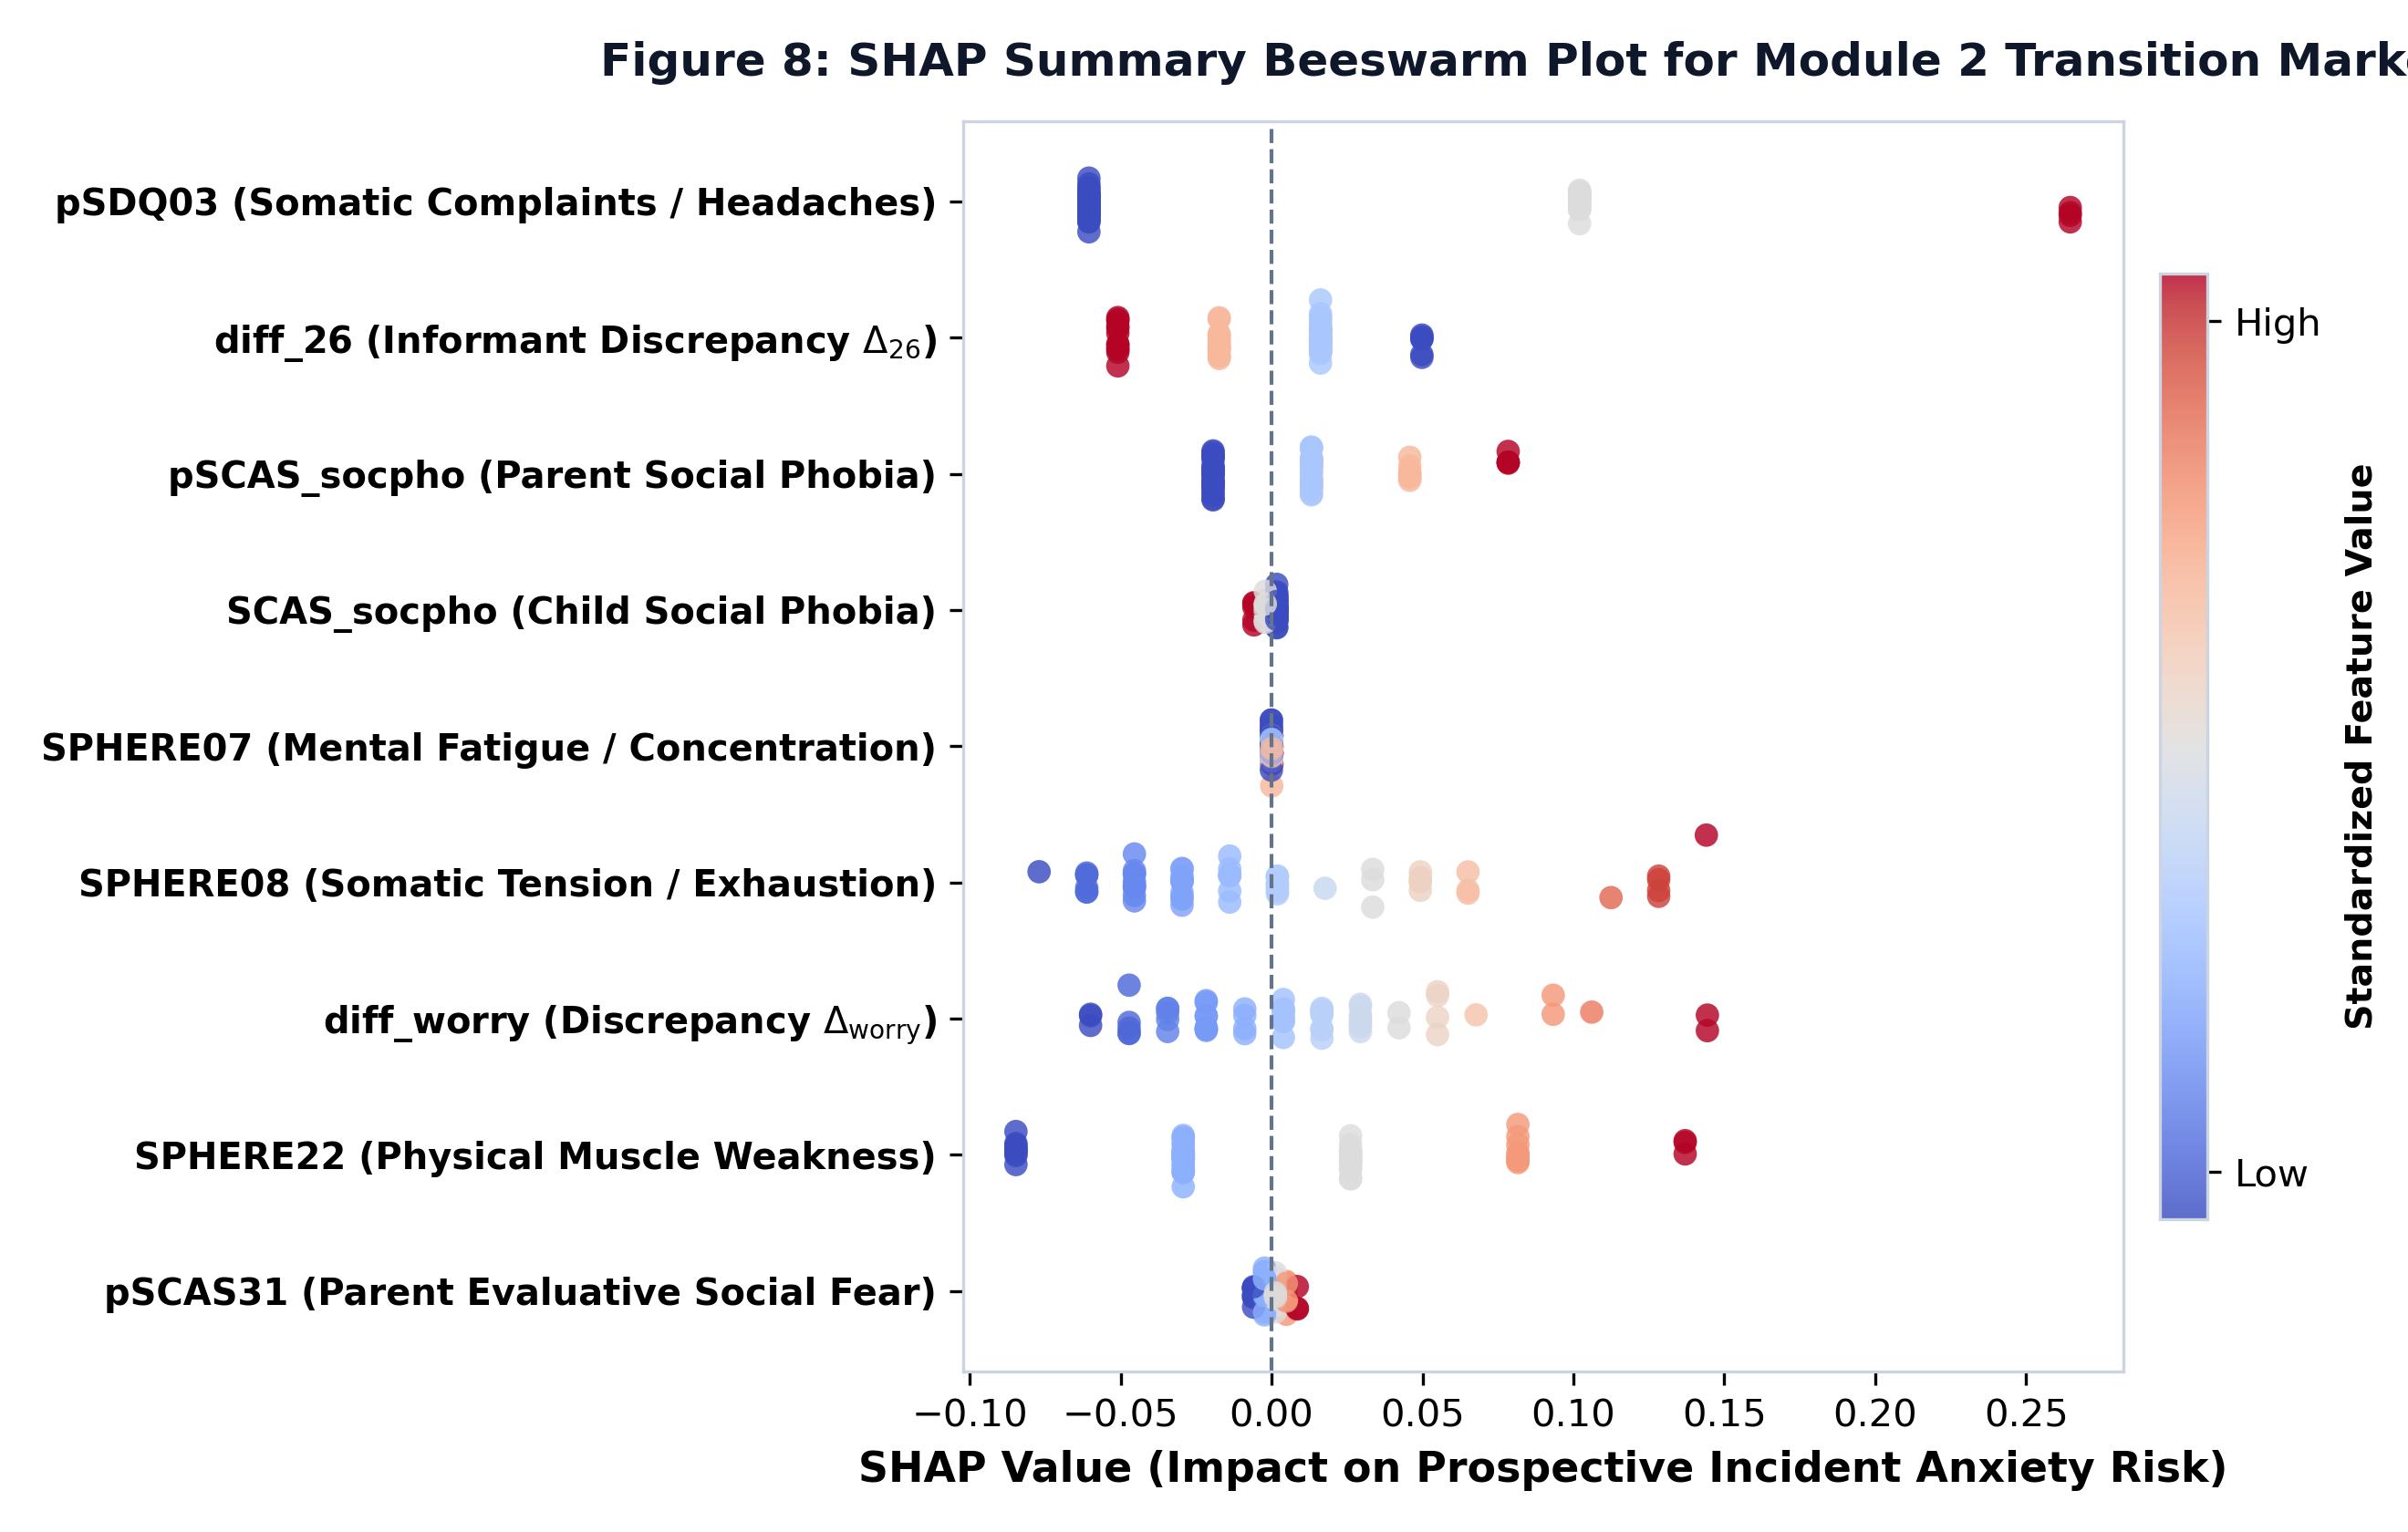 Figure 8: SHAP Summary Beeswarm Plot for Module 2 Transition Mark
pSDQ03 (Somatic Complaints / Headaches)
diff_26 (Informant Discrepancy Δ₂₆)
pSCAS_socpho (Parent Social Phobia)
SCAS_socpho (Child Social Phobia)
SPHERE07 (Mental Fatigue / Concentration)
SPHERE08 (Somatic Tension / Exhaustion)
diff_worry (Discrepancy Δworry)
SPHERE22 (Physical Muscle Weakness)
pSCAS31 (Parent Evaluative Social Fear)
−0.10 −0.05 0.00 0.05 0.10 0.15 0.20 0.25
SHAP Value (Impact on Prospective Incident Anxiety Risk)
High
Low
Standardized Feature Value